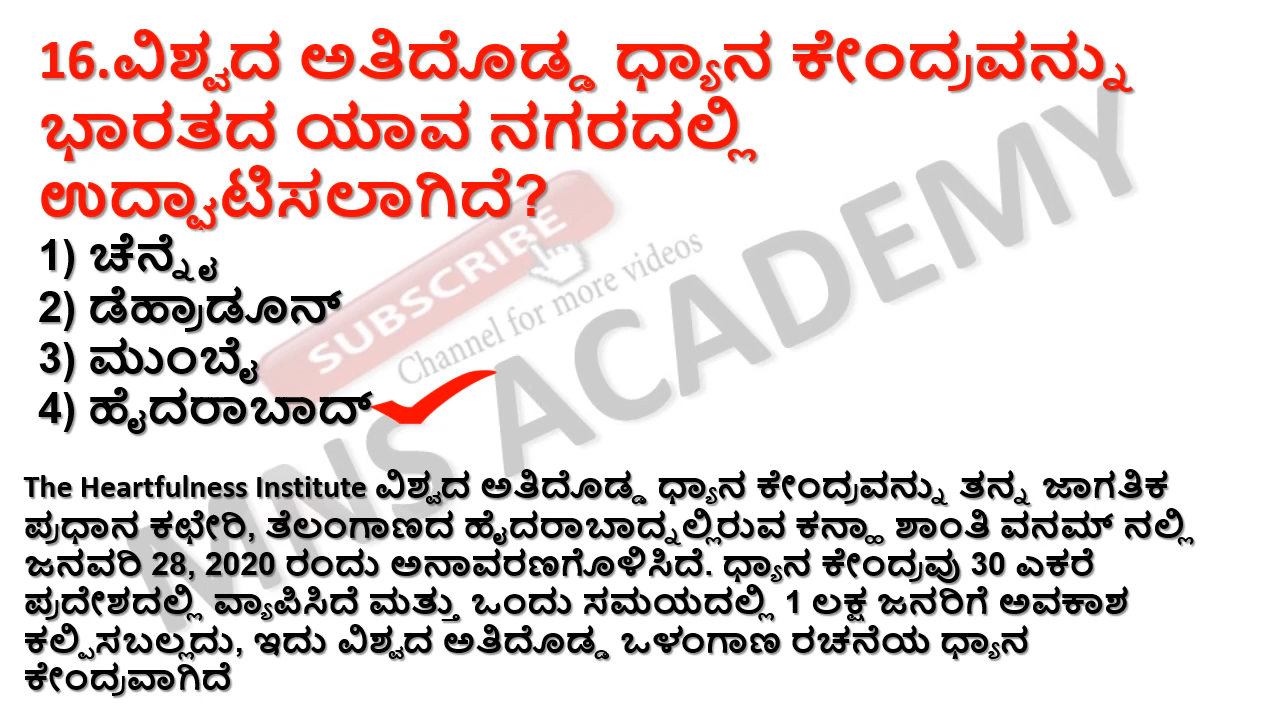 16.ವಿಶ್ವದ ಅತಿದೊಡ್ಡ ಧ್ಯಾನ ಕೇಂದ್ರವನ್ನು
ಭಾರತದ ಯಾವ ನಗರದಲ್ಲಿ
ಉದ್ಘಾಟಿಸಲಾಗಿದೆ?
1) ಚೆನ್ನೈ
2) ಡೆಹ್ರಾಡೂನ್
3) ಮುಂಬೈ
4) ಹೈದರಾಬಾದ್
SUBSCRIBE
Channel for more videos
MNS ACADEMY
The Heartfulness Institute ವಿಶ್ವದ ಅತಿದೊಡ್ಡ ಧ್ಯಾನ ಕೇಂದ್ರವನ್ನು ತನ್ನ ಜಾಗತಿಕ
ಪ್ರಧಾನ ಕಛೇರಿ, ತೆಲಂಗಾಣದ ಹೈದರಾಬಾದ್ನಲ್ಲಿರುವ ಕನ್ಹಾ ಶಾಂತಿ ವನಮ್ ನಲ್ಲಿ
ಜನವರಿ 28, 2020 ರಂದು ಅನಾವರಣಗೊಳಿಸಿದೆ. ಧ್ಯಾನ ಕೇಂದ್ರವು 30 ಎಕರೆ
ಪ್ರದೇಶದಲ್ಲಿ ವ್ಯಾಪಿಸಿದೆ ಮತ್ತು ಒಂದು ಸಮಯದಲ್ಲಿ 1 ಲಕ್ಷ ಜನರಿಗೆ ಅವಕಾಶ
ಕಲ್ಪಿಸಬಲ್ಲದು, ಇದು ವಿಶ್ವದ ಅತಿದೊಡ್ಡ ಒಳಂಗಾಣ ರಚನೆಯ ಧ್ಯಾನ
ಕೇಂದ್ರವಾಗಿದೆ